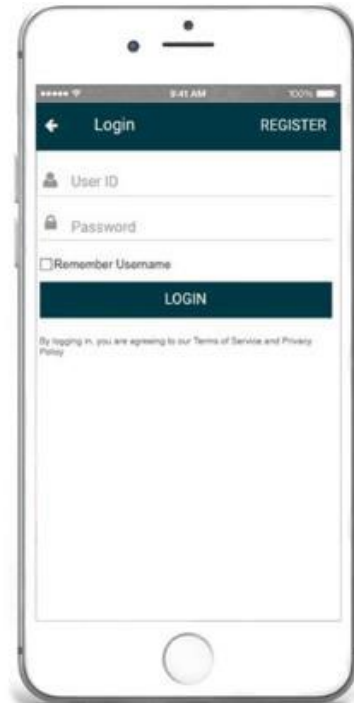 9:41 AM 100%
Login REGISTER
User ID
Password
Remember Username
LOGIN
By logging in, you are agreeing to our Terms of Service and Privacy
Policy